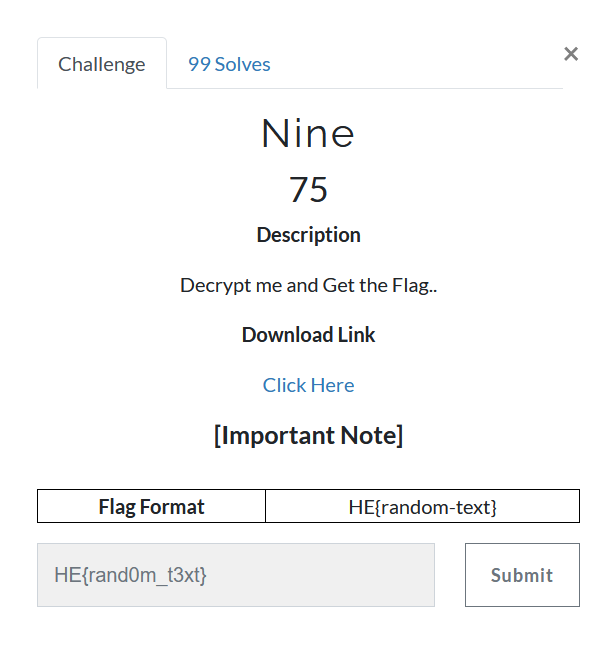 Challenge
99 Solves
×
Nine
75
Description
Decrypt me and Get the Flag..
Download Link
Click Here
[Important Note]
Flag Format HE{random-text}
HE{rand0m_t3xt} Submit